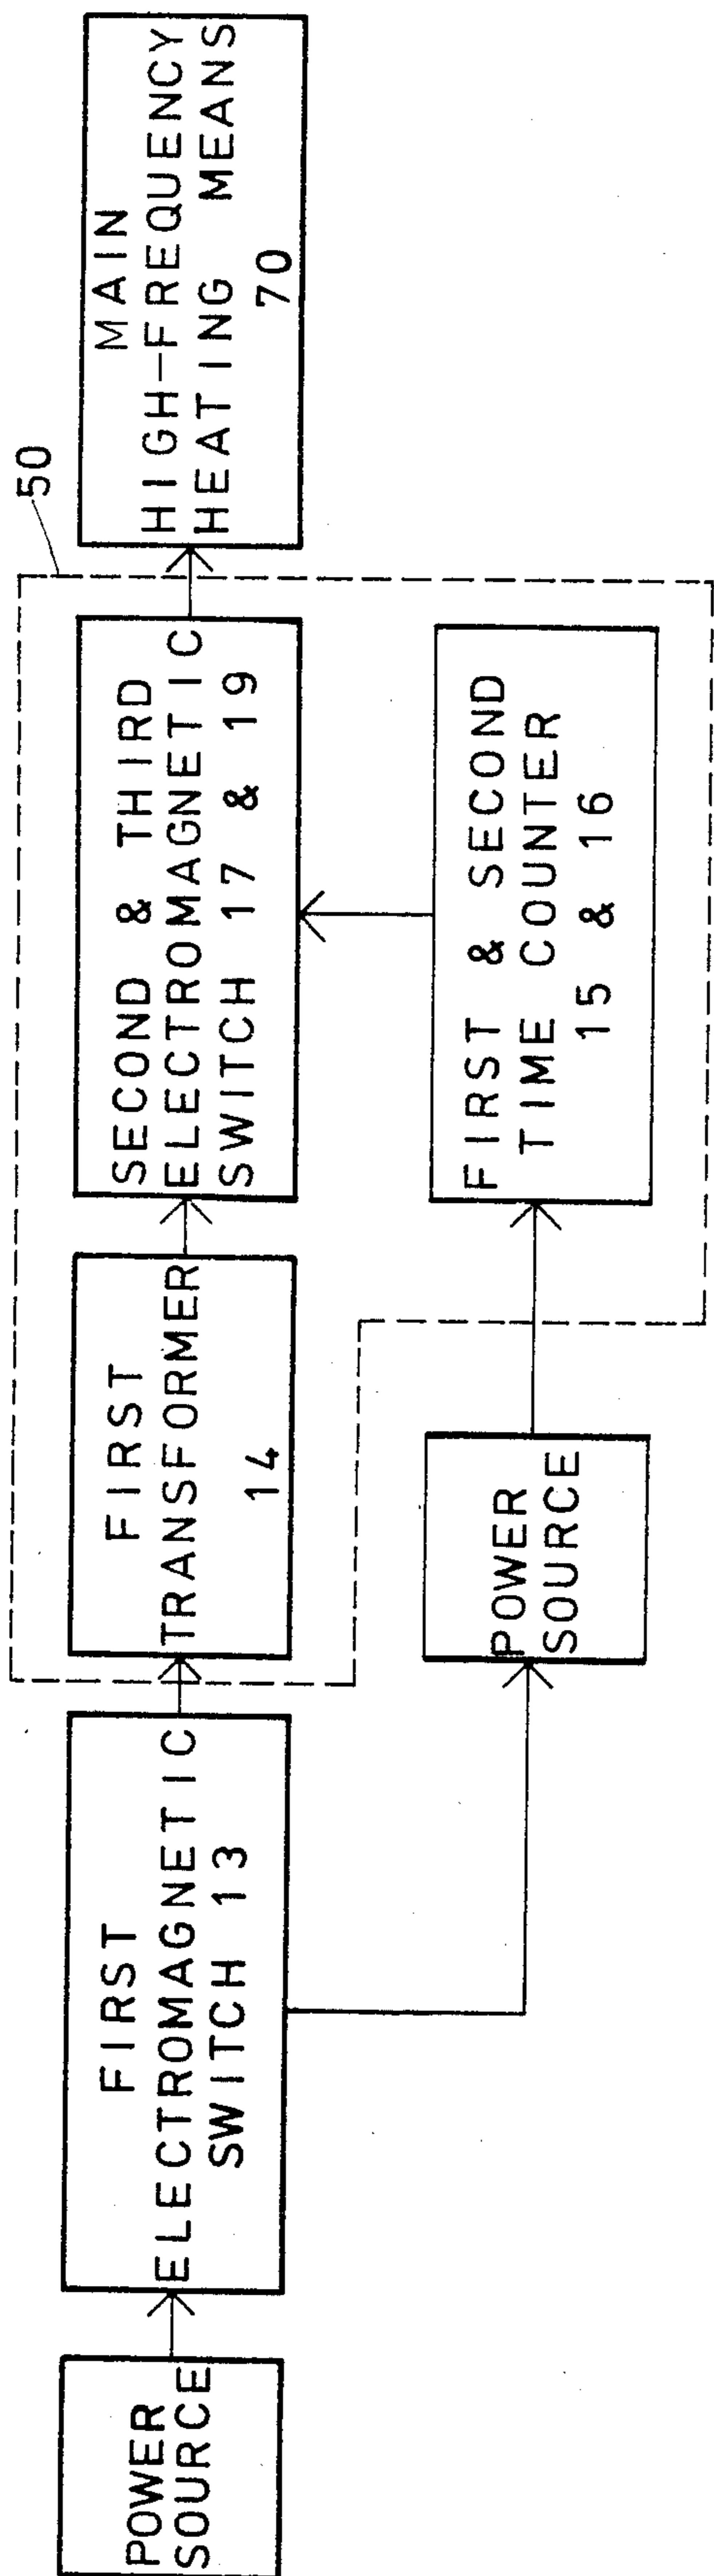 POWER
SOURCE
FIRST
ELECTROMAGNETIC
SWITCH 13
FIRST
TRANSFORMER
14
SECOND & THIRD
ELECTROMAGNETIC
SWITCH 17 & 19
50
MAIN
HIGH-FREQUENCY
HEATING MEANS
70
POWER
SOURCE
FIRST & SECOND
TIME COUNTER
15 & 16